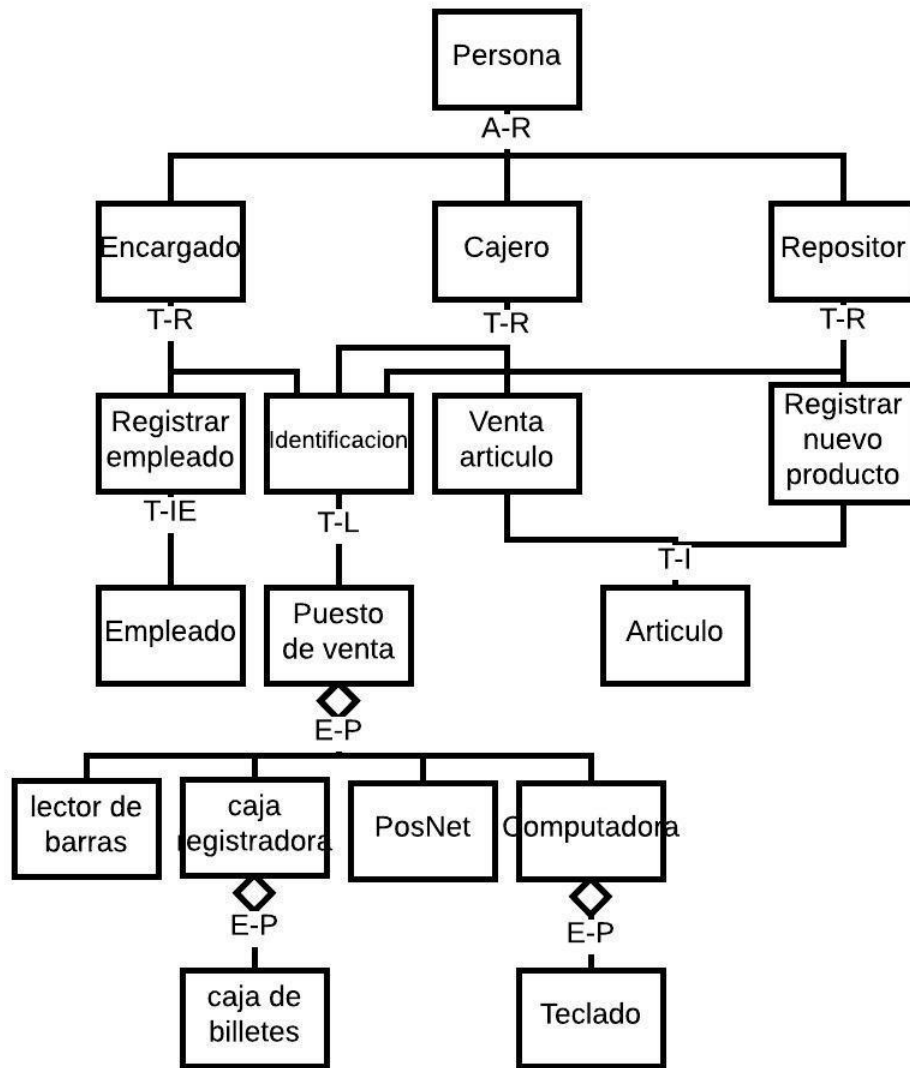 Persona
A-R
Encargado
Cajero
Repositor
T-R
T-R
T-R
Registrar
empleado
Identificacion
Venta
articulo
Registrar
nuevo
producto
T-IE
T-L
T-I
Empleado
Puesto
de venta
Articulo
E-P
lector de
barras
caja
registradora
PosNet
Computadora
E-P
E-P
caja de
billetes
Teclado